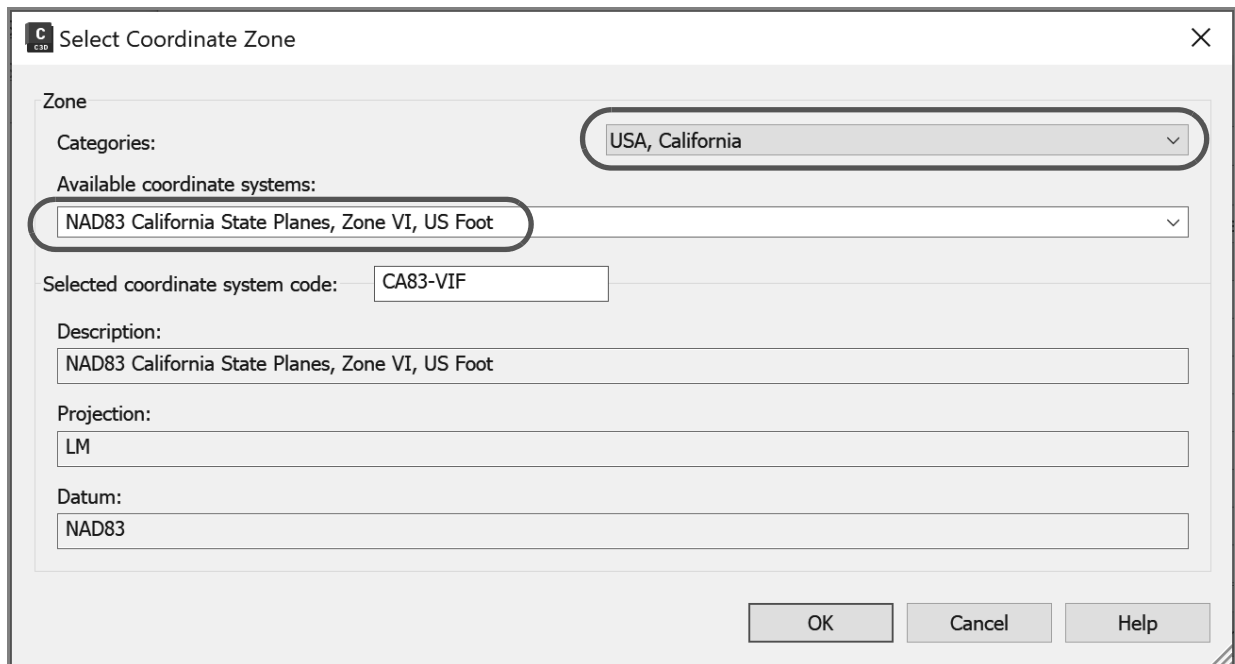 C
C3D
Select Coordinate Zone
Zone
Categories:
USA, California
Available coordinate systems:
NAD83 California State Planes, Zone VI, US Foot
Selected coordinate system code:
CA83-VIF
Description:
NAD83 California State Planes, Zone VI, US Foot
Projection:
LM
Datum:
NAD83
OK
Cancel
Help